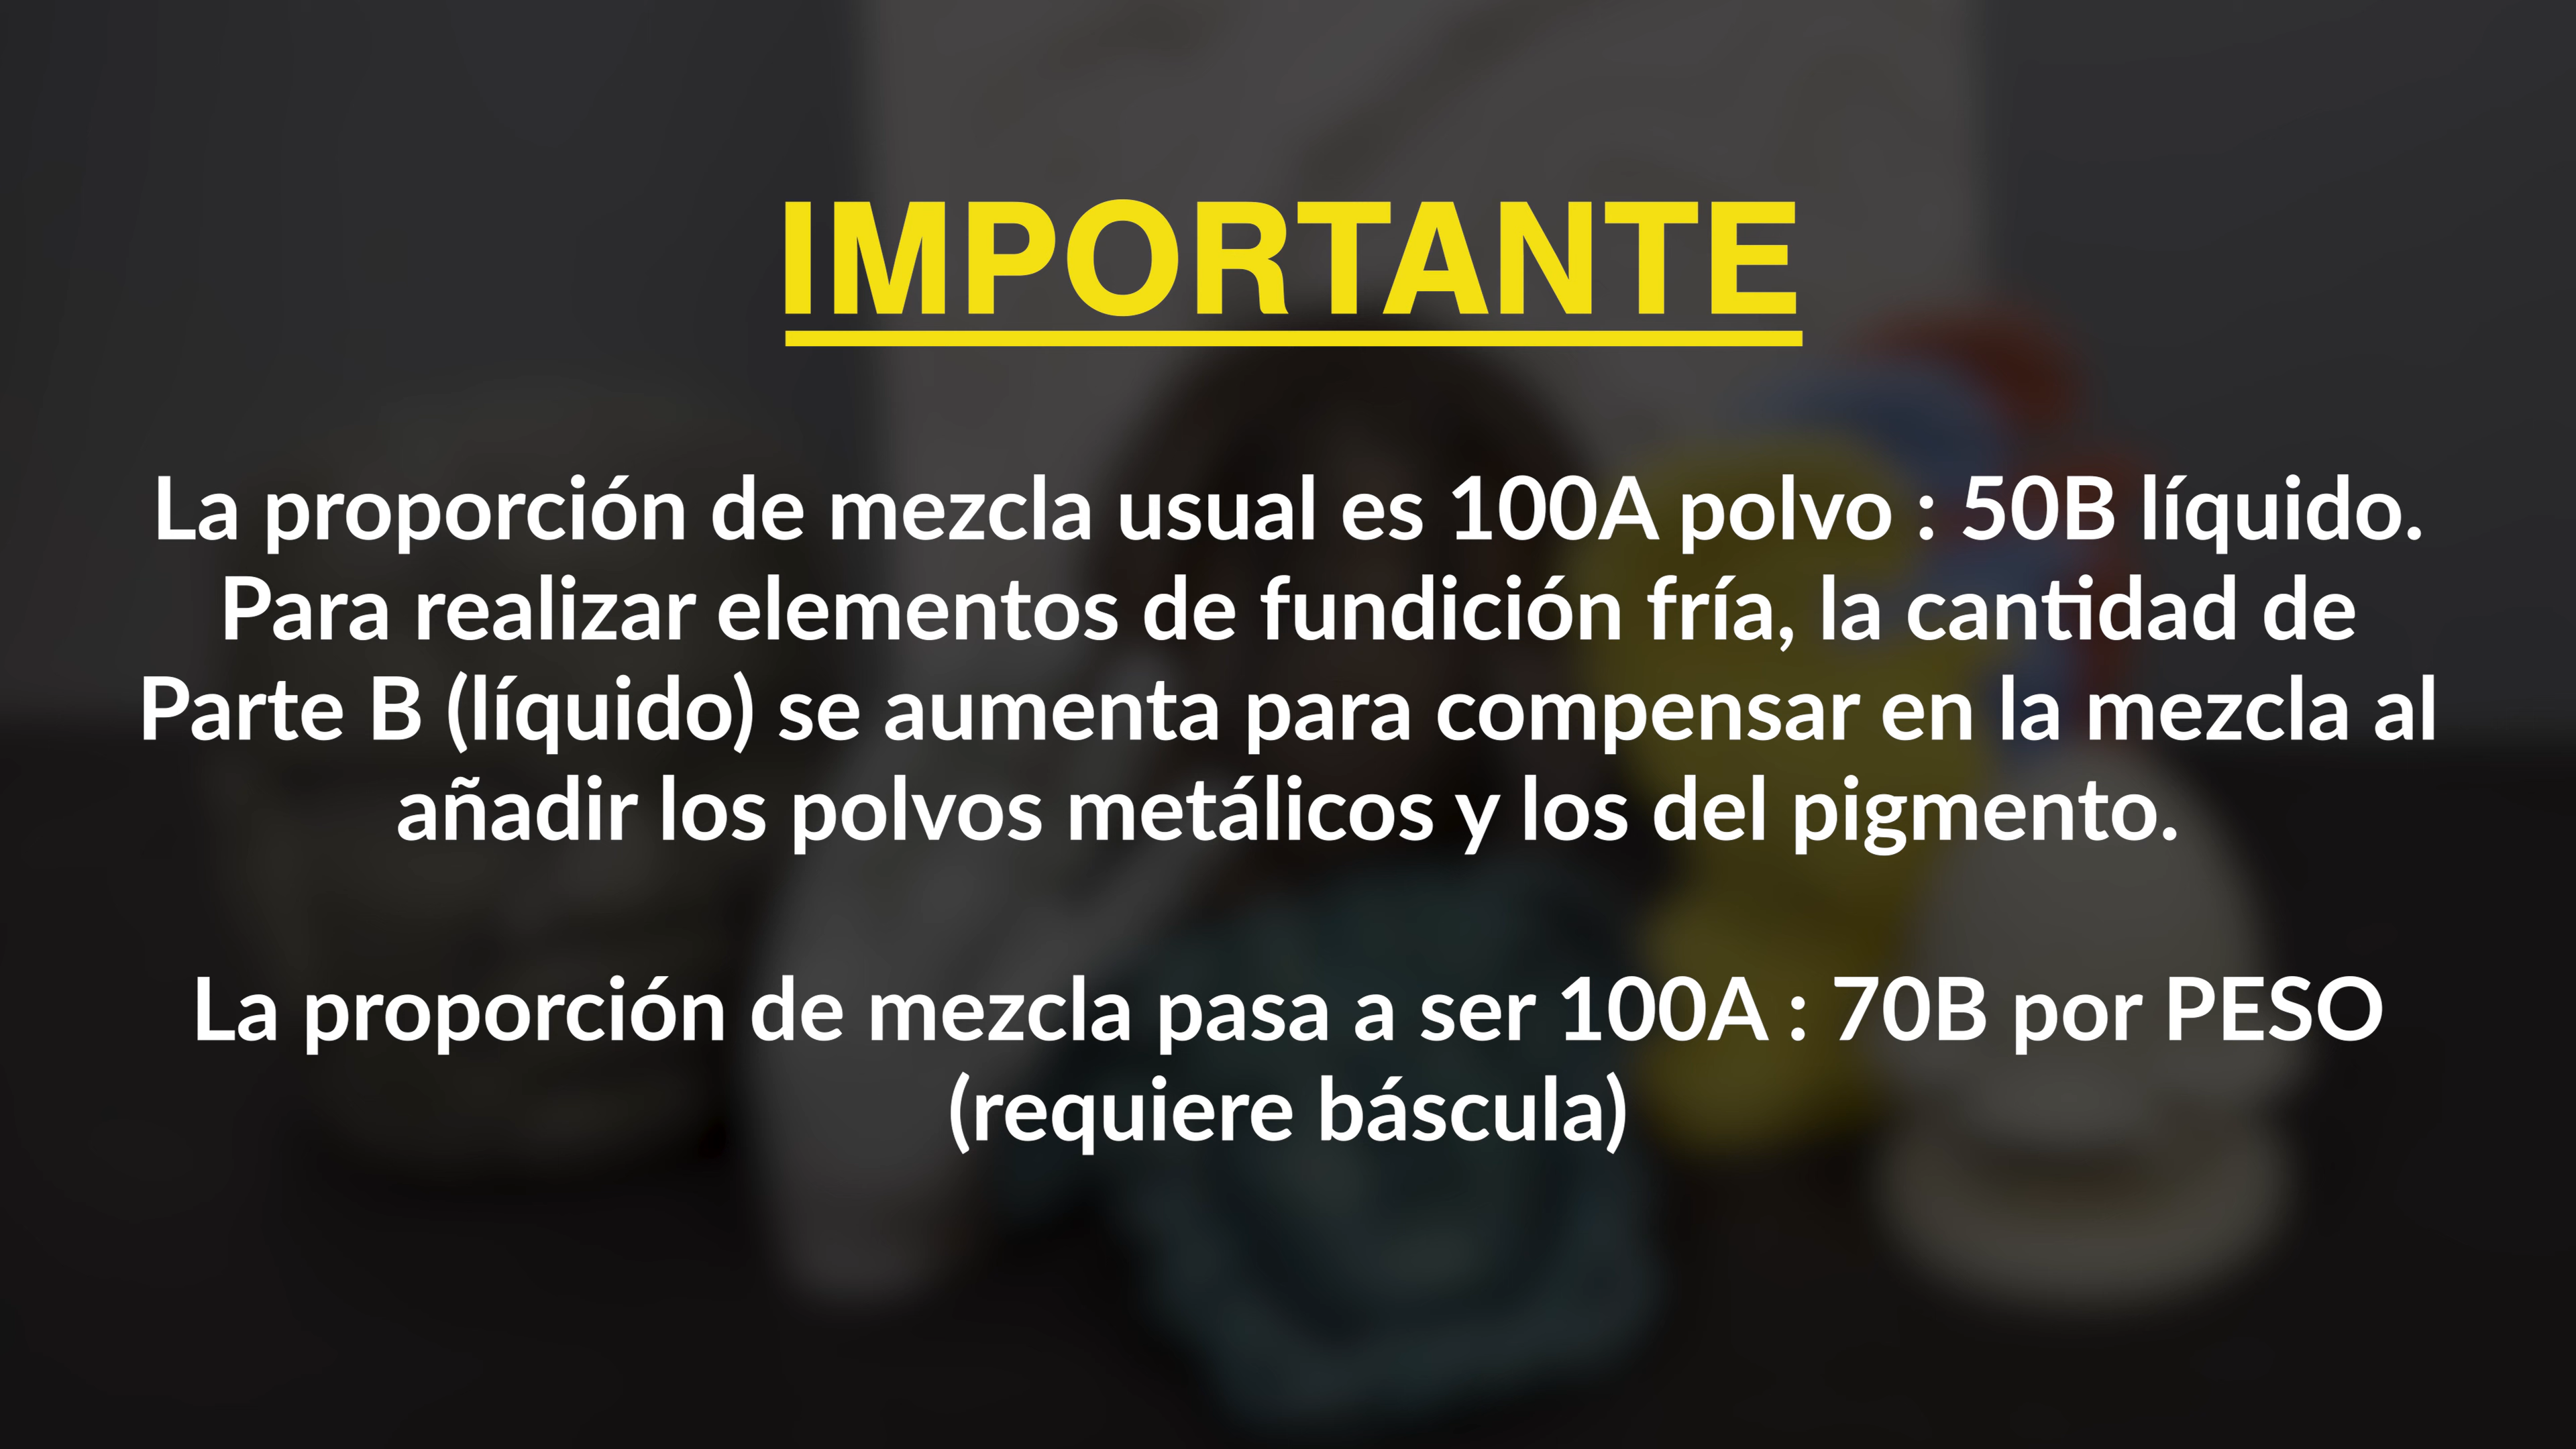 IMPORTANTE
La proporción de mezcla usual es 100A polvo : 50B líquido.
Para realizar elementos de fundición fría, la cantidad de
Parte B (líquido) se aumenta para compensar en la mezcla al
añadir los polvos metálicos y los del pigmento.
La proporción de mezcla pasa a ser 100A : 70B por PESO
(requiere báscula)